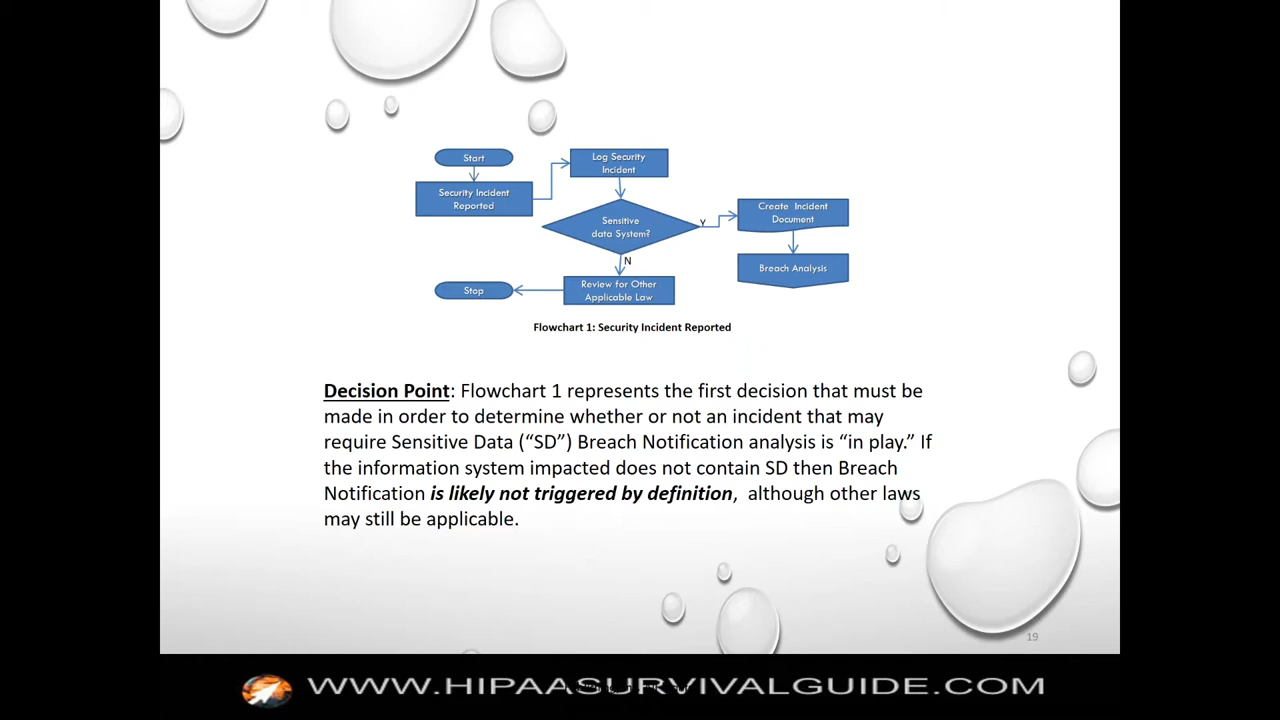 Start
Security Incident
Reported
Log Security
Incident
Sensitive
data System?
Y
N
Create Incident
Document
Breach Analysis
Review for Other
Applicable Law
Stop
Flowchart 1: Security Incident Reported
Decision Point: Flowchart 1 represents the first decision that must be
made in order to determine whether or not an incident that may
require Sensitive Data (“SD”) Breach Notification analysis is “in play.” If
the information system impacted does not contain SD then Breach
Notification is likely not triggered by definition, although other laws
may still be applicable.
19
WWW.HIPAASURVIVALGUIDE.COM